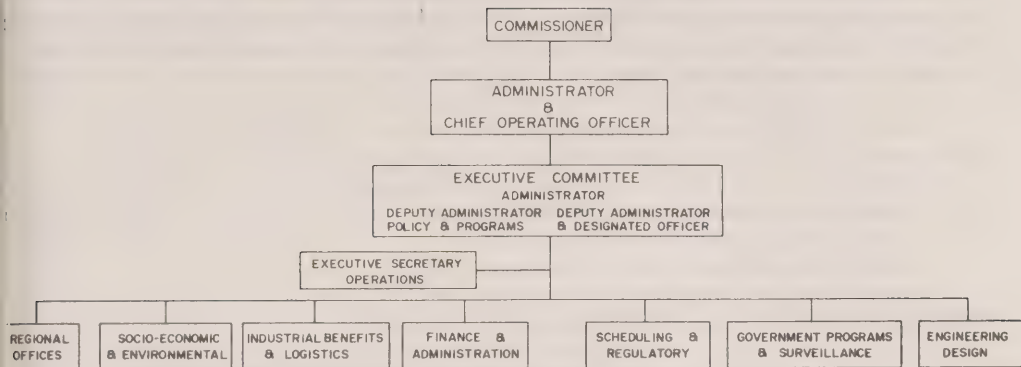 COMMISSIONER
ADMINISTRATOR
&
CHIEF OPERATING OFFICER
EXECUTIVE COMMITTEE
ADMINISTRATOR
DEPUTY ADMINISTRATOR DEPUTY ADMINISTRATOR
POLICY & PROGRAMS & DESIGNATED OFFICER
EXECUTIVE SECRETARY
OPERATIONS
REGIONAL
OFFICES
SOCIO-ECONOMIC
& ENVIRONMENTAL
INDUSTRIAL BENEFITS
& LOGISTICS
FINANCE &
ADMINISTRATION
SCHEDULING &
REGULATORY
GOVERNMENT PROGRAMS
& SURVEILLANCE
ENGINEERING
DESIGN